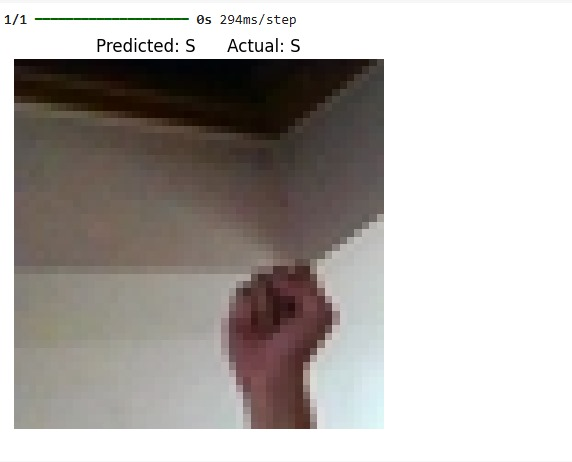 1/1 ━━━━━━━━━━━━━━━━━━━━ 0s 294ms/step
Predicted: S Actual: S